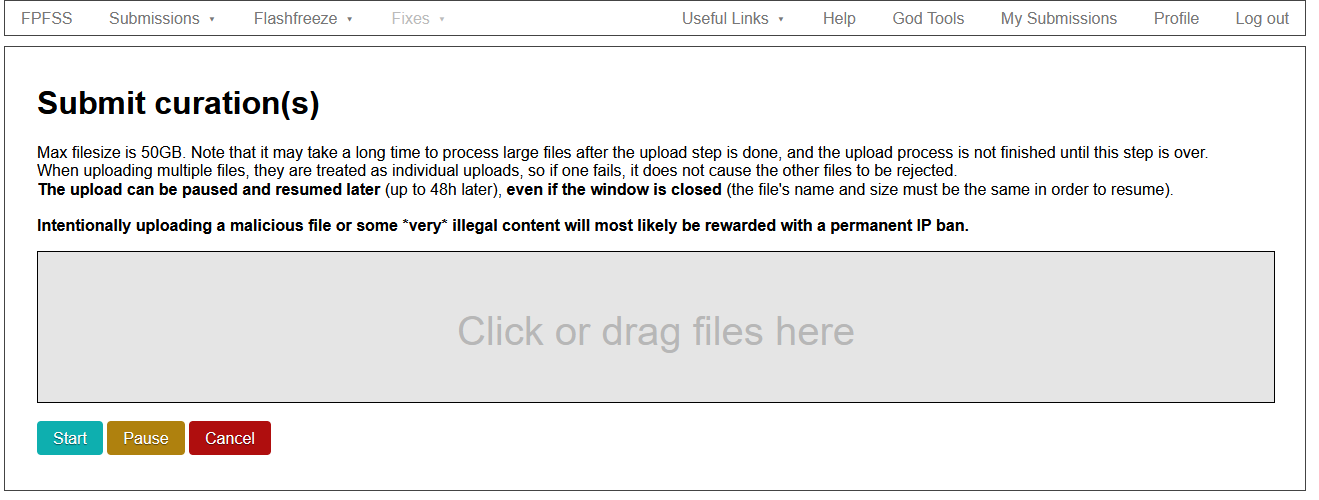 FPFSS Submissions ▾ Flashfreeze ▾ Fixes ▾ Useful Links ▾ Help God Tools My Submissions Profile Log out
Submit curation(s)
Max filesize is 50GB. Note that it may take a long time to process large files after the upload step is done, and the upload process is not finished until this step is over.
When uploading multiple files, they are treated as individual uploads, so if one fails, it does not cause the other files to be rejected.
The upload can be paused and resumed later (up to 48h later), even if the window is closed (the file's name and size must be the same in order to resume).
Intentionally uploading a malicious file or some *very* illegal content will most likely be rewarded with a permanent IP ban.
Click or drag files here
Start Pause Cancel